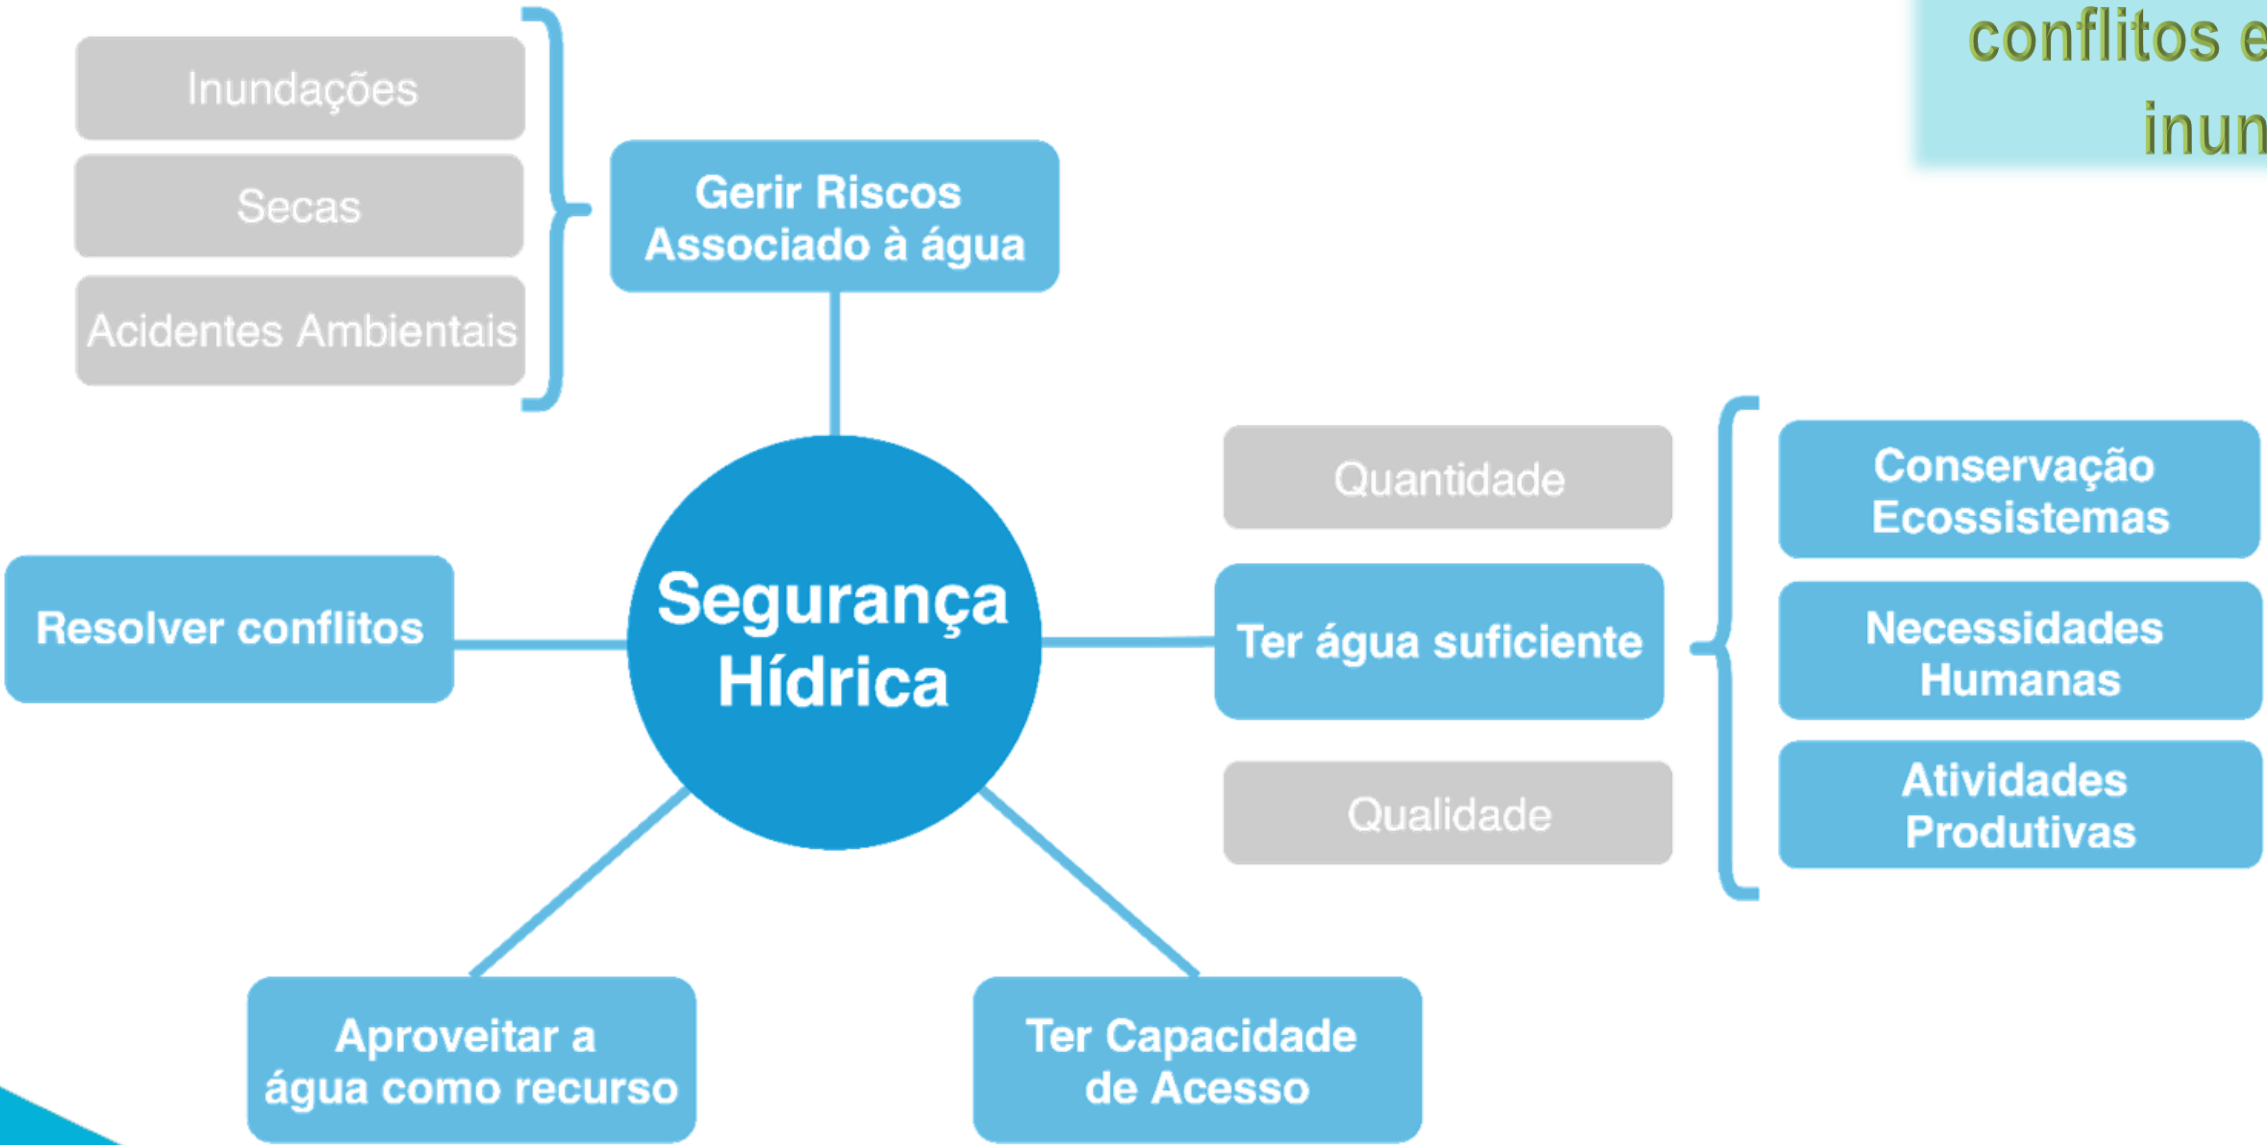 conflitos e
Inundações
Secas
Acidentes Ambientais
Gerir Riscos
Associado à água
Quantidade
Conservação
Ecossistemas
Resolver conflitos
Segurança
Hídrica
Ter água suficiente
Necessidades
Humanas
Qualidade
Atividades
Produtivas
Aproveitar a
água como recurso
Ter Capacidade
de Acesso